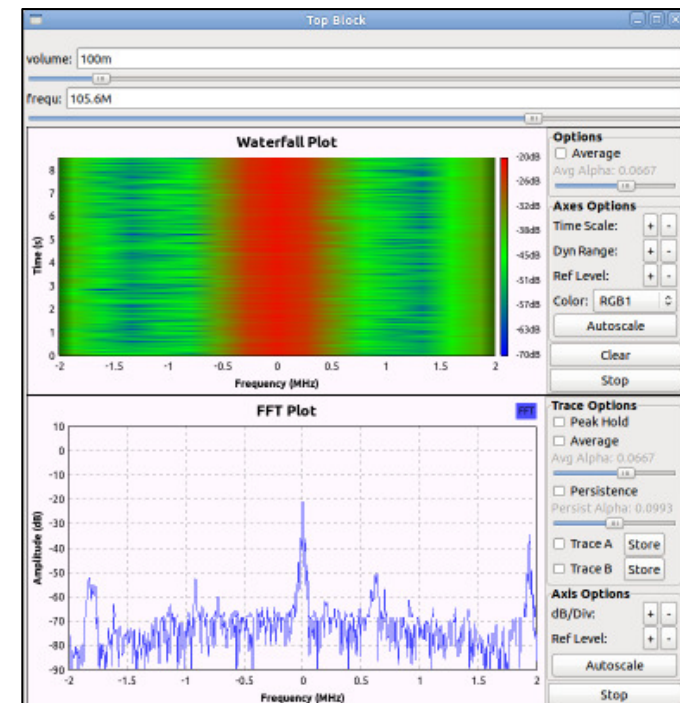 Top Block
volume: 100m
frequ: 105.6M
Waterfall Plot
8
7
6
5
4
3
2
1
0
Time (s)
-2 -1.5 -1 -0.5 0 0.5 1 1.5 2
Frequency (MHz)
-20dB
-26dB
-32dB
-38dB
-45dB
-51dB
-57dB
-63dB
-70dB
Options
Average
Avg Alpha: 0.0667
Axes Options
Time Scale: + -
Dyn Range: + -
Ref Level: + -
Color: RGB1
Autoscale
Clear
Stop
FFT Plot
FFT
10
0
-10
-20
-30
-40
-50
-60
-70
-80
-90
Amplitude (dB)
-2 -1.5 -1 -0.5 0 0.5 1 1.5 2
Frequency (MHz)
Trace Options
Peak Hold
Average
Avg Alpha: 0.0667
Persistence
Persist Alpha: 0.0993
Trace A Store
Trace B Store
Axis Options
dB/Div: + -
Ref Level: + -
Autoscale
Stop